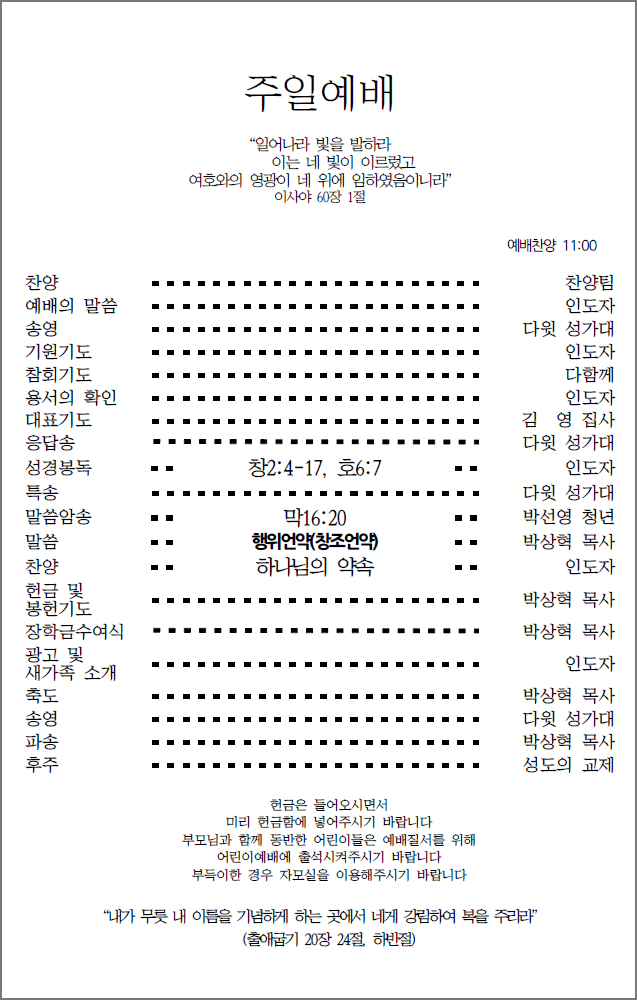 주일예배
“일어나라 빛을 발하라
이는 네 빛이 이르렀고
여호와의 영광이 네 위에 임하였음이니라”
이사야 60장 1절
예배찬양 11:00
찬양 찬양팀
예배의 말씀 인도자
송영 다윗 성가대
기원기도 인도자
참회기도 다함께
용서의 확인 인도자
대표기도 김 영 집사
응답송 다윗 성가대
성경봉독 창2:4-17, 호6:7 인도자
특송 다윗 성가대
말씀암송 막16:20 박선영 청년
말씀 행위언약(창조언약) 박상혁 목사
찬양 하나님의 약속 인도자
헌금 및
봉헌기도 박상혁 목사
장학금수여식 박상혁 목사
광고 및
새가족 소개 인도자
축도 박상혁 목사
송영 다윗 성가대
파송 박상혁 목사
후주 성도의 교제
헌금은 들어오시면서
미리 헌금함에 넣어주시기 바랍니다
부모님과 함께 동반한 어린이들은 예배질서를 위해
어린이예배에 출석시켜주시기 바랍니다
부득이한 경우 자모실을 이용해주시기 바랍니다
“내가 무릇 내 이름을 기념하게 하는 곳에서 네게 강림하여 복을 주리라”
(출애굽기 20장 24절, 하반절)